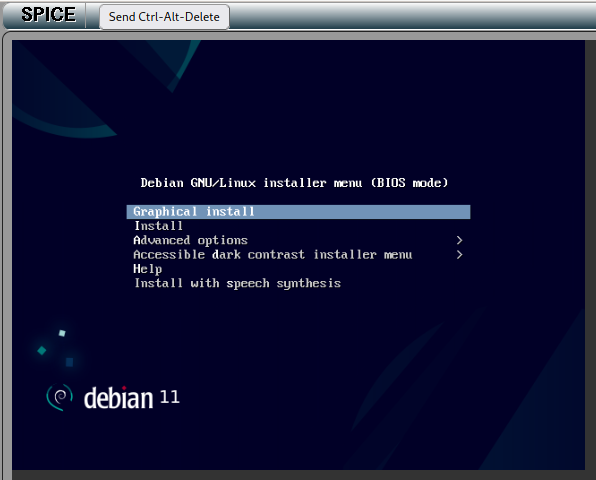 SPICE
Send Ctrl-Alt-Delete
Debian GNU/Linux installer menu (BIOS mode)
Graphical install
Install
Advanced options >
Accessible dark contrast installer menu >
Help
Install with speech synthesis
debian 11